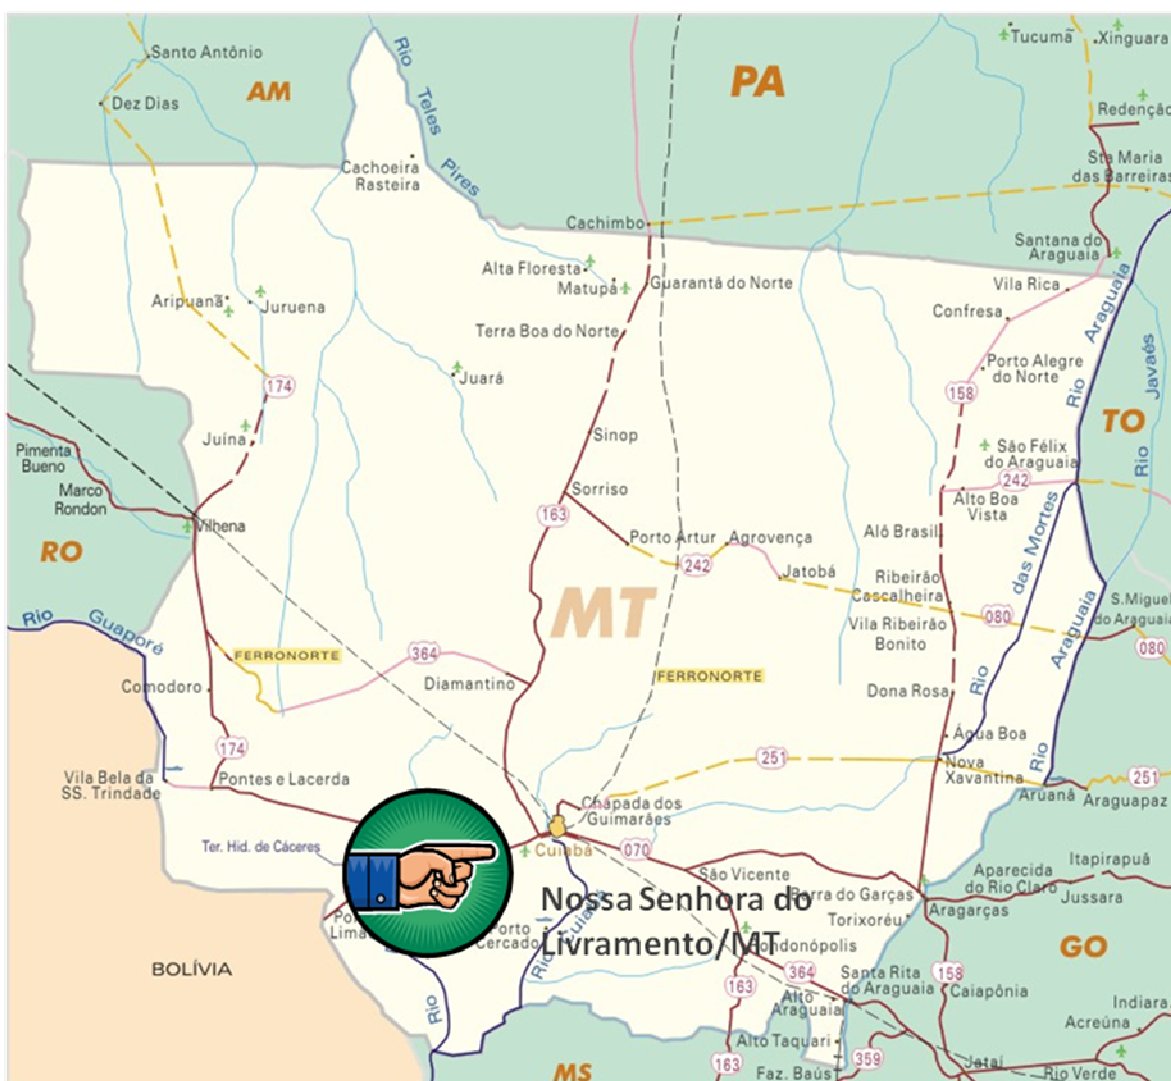 Santo Antônio
AM
Dez Dias
Rio
Teles
Pires
PA
Tucumã
Xinguara
Redenção
Sta Maria
das Barreiras
Cachoeira
Rasteira
Cachimbo
Santana do
Araguaia
Alta Floresta
Matupá
Guarantã do Norte
Vila Rica
Araguaia
Rio
Confresa
Aripuanã
Juruena
Terra Boa do Norte
Javaés
Rio
Porto Alegre
do Norte
174
Juará
158
TO
Juína
Sinop
São Félix
do Araguaia
242
Pimenta
Bueno
Marco
Rondon
Sorriso
Alto Boa
Vista
163
Vilhena
RO
Porto Artur
Agrovença
Alô Brasil
das Mortes
Rio
242
Jatobá
Ribeirão
Cascalheira
MT
080
S.Miguel
do Araguaia
Rio
Guaporé
Vila Ribeirão
Bonito
Araguaia
Rio
080
FERRONORTE
364
FERRONORTE
Comodoro
Diamantino
Dona Rosa
174
Água Boa
251
Nova
Xavantina
Vila Bela da
SS. Trindade
Pontes e Lacerda
Aruanã
Araguapaz
251
Chapada dos
Guimarães
Ter. Hid. de Cáceres
Cuiabá
070
São Vicente
Itapirapuã
Aparecida
do Rio Claro
Jussara
Nossa Senhora do
Livramento/MT
Barra do Garças
Aragarças
Torixoréu
Porto
Cercado
Rio
Cuiabá
Rondonópolis
GO
BOLÍVIA
364
Santa Rita
do Araguaia
158
163
Caiapônia
Alto
Araguaia
Indiara
Rio
Acreúna
Alto Taquari
359
163
Jataí
MS
Faz. Baús
Rio Verde